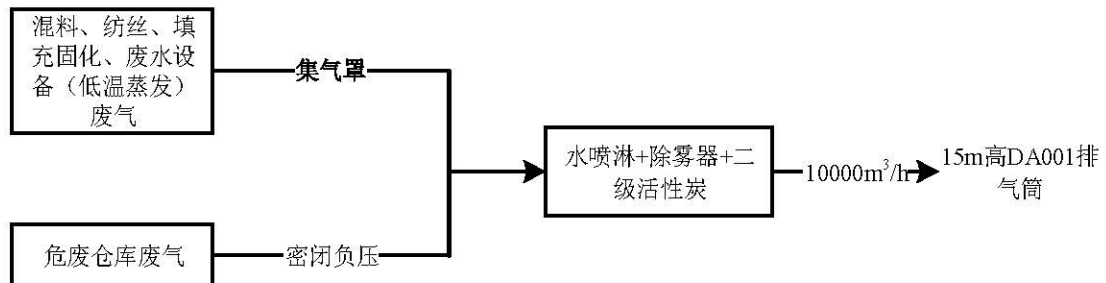 混料、纺丝、填
充固化、废水设
备（低温蒸发）
废气
集气罩
水喷淋+除雾器+二
级活性炭
10000m³/h
15m高DA001排
气筒
危废仓库废气
密闭负压